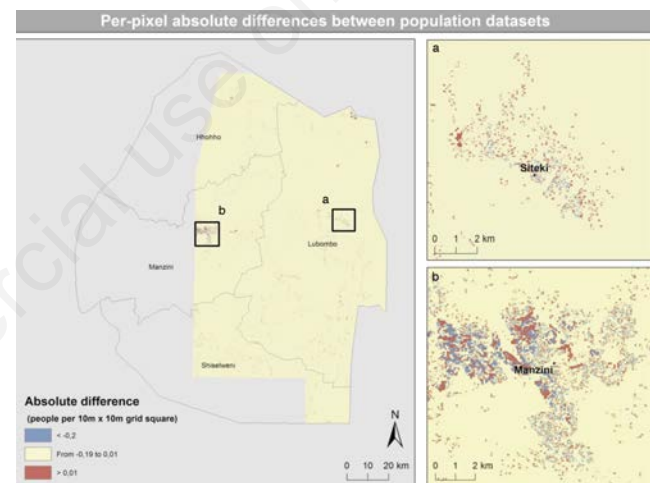 Per-pixel absolute differences between population datasets
a
Siteki
0 1 2 km
Hhohho
b
a
Lubombo
Manzini
Shiselweni
b
Manzini
0 1 2 km
Absolute difference
(people per 10m x 10m grid square)
< -0,2
From -0,19 to 0,01
> 0,01
N
0 10 20 km